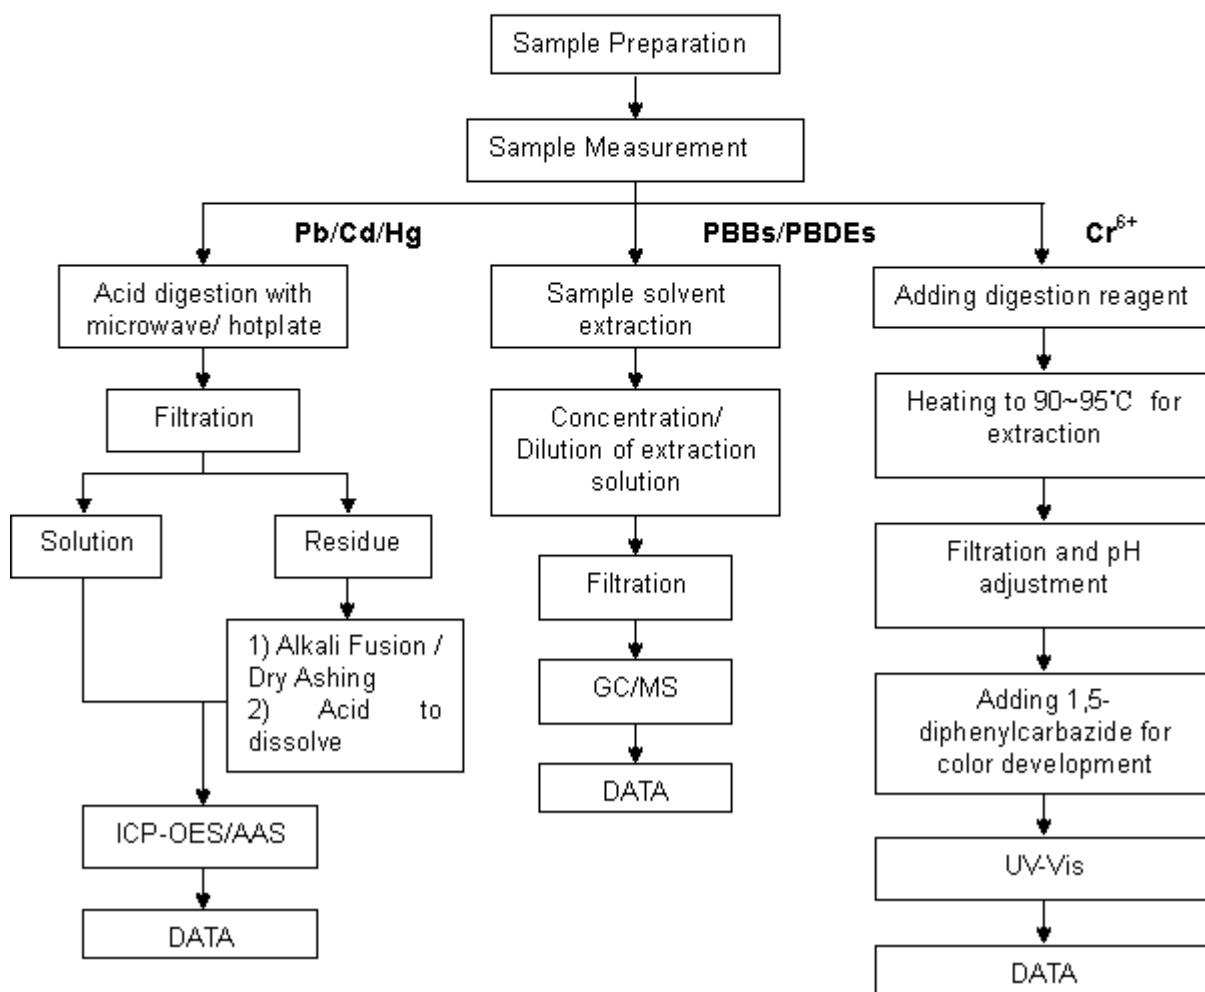 Sample Preparation
Sample Measurement
Pb/Cd/Hg
PBBs/PBDEs
Cr6+
Acid digestion with
microwave/ hotplate
Filtration
Solution
Residue
1) Alkali Fusion /
Dry Ashing
2) Acid to
dissolve
ICP-OES/AAS
DATA
Sample solvent
extraction
Concentration/
Dilution of extraction
solution
Filtration
GC/MS
DATA
Adding digestion reagent
Heating to 90~95℃ for
extraction
Filtration and pH
adjustment
Adding 1,5-
diphenylcarbazide for
color development
UV-Vis
DATA